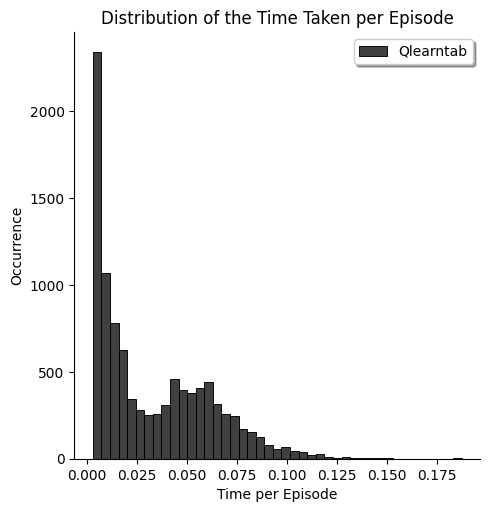 Distribution of the Time Taken per Episode
Qlearntab
2000
1500
1000
500
0
Occurrence
0.000 0.025 0.050 0.075 0.100 0.125 0.150 0.175
Time per Episode